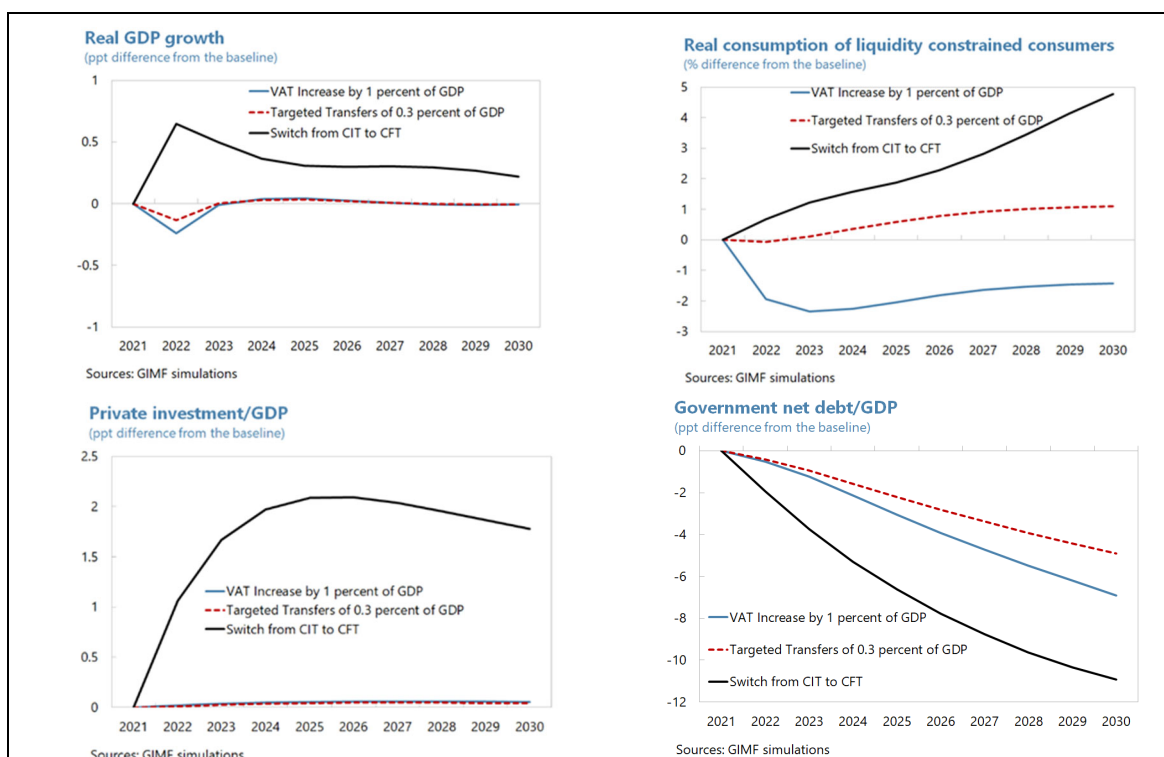 Real GDP growth
(ppt difference from the baseline)
1
0.5
0
-0.5
-1
VAT Increase by 1 percent of GDP
Targeted Transfers of 0.3 percent of GDP
Switch from CIT to CFT
2021 2022 2023 2024 2025 2026 2027 2028 2029 2030
Sources: GIMF simulations
Real consumption of liquidity constrained consumers
(% difference from the baseline)
5
4
3
2
1
0
-1
-2
-3
VAT Increase by 1 percent of GDP
Targeted Transfers of 0.3 percent of GDP
Switch from CIT to CFT
2021 2022 2023 2024 2025 2026 2027 2028 2029 2030
Sources: GIMF simulations
Private investment/GDP
(ppt difference from the baseline)
2.5
2
1.5
1
0.5
0
VAT Increase by 1 percent of GDP
Targeted Transfers of 0.3 percent of GDP
Switch from CIT to CFT
2021 2022 2023 2024 2025 2026 2027 2028 2029 2030
Sources: GIMF simulations
Government net debt/GDP
(ppt difference from the baseline)
0
-2
-4
-6
-8
-10
-12
VAT Increase by 1 percent of GDP
Targeted Transfers of 0.3 percent of GDP
Switch from CIT to CFT
2021 2022 2023 2024 2025 2026 2027 2028 2029 2030
Sources: GIMF simulations